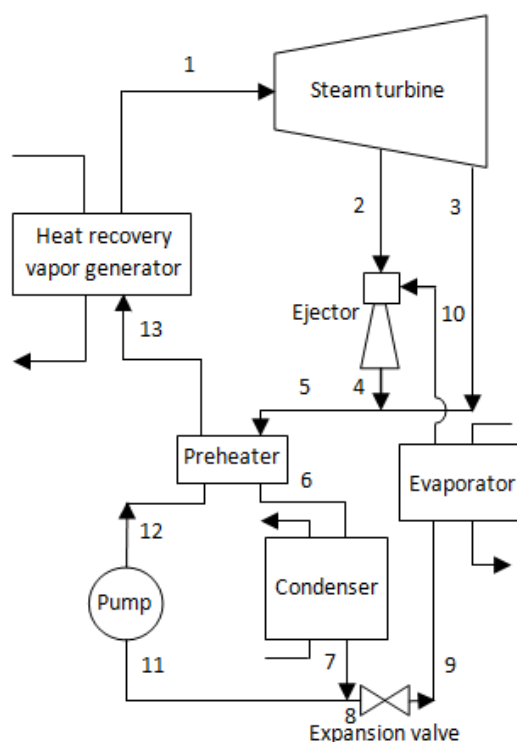 1
Steam turbine
2
3
Heat recovery
vapor generator
Ejector
10
13
5
4
Preheater
6
Evaporator
12
Condenser
Pump
11
7
9
8
Expansion valve